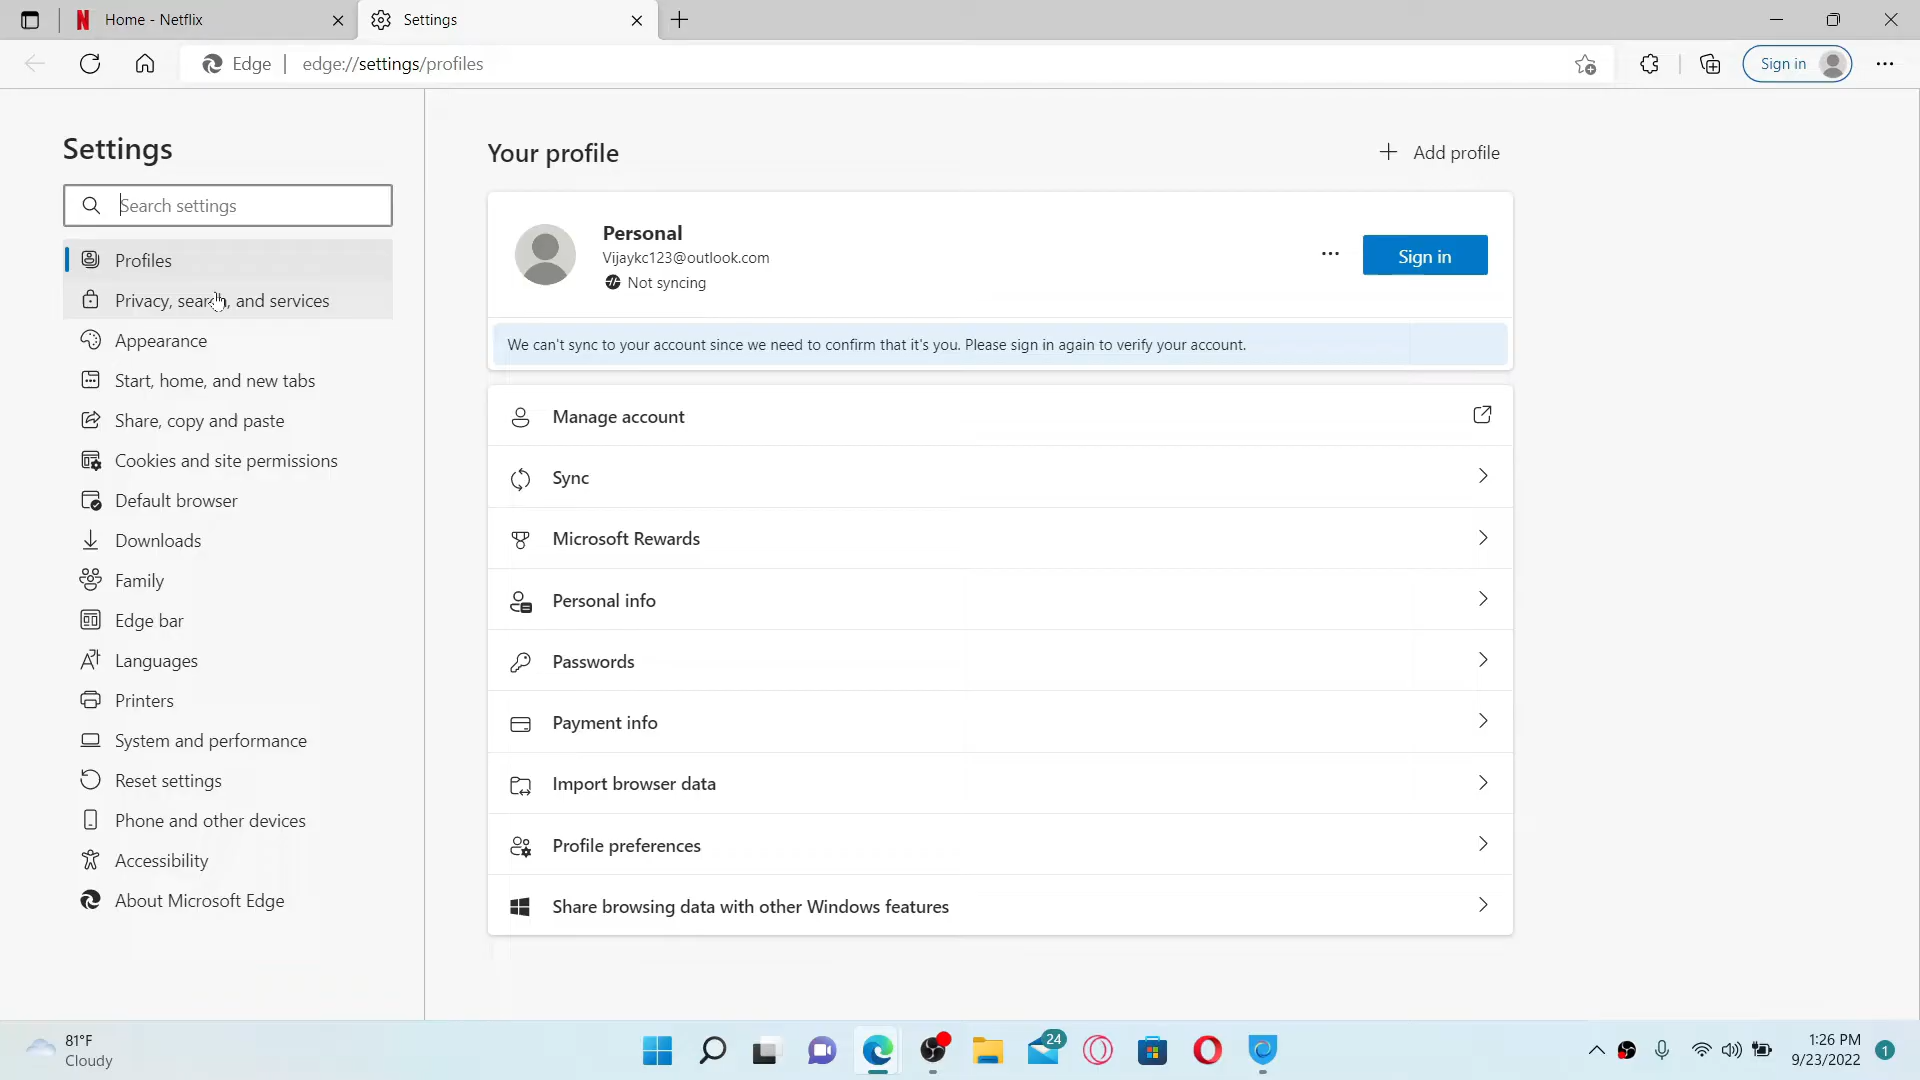 Home - Netflix
Settings
Edge | edge://settings/profiles
Sign in
Settings
Search settings
Profiles
Privacy, search, and services
Appearance
Start, home, and new tabs
Share, copy and paste
Cookies and site permissions
Default browser
Downloads
Family
Edge bar
Languages
Printers
System and performance
Reset settings
Phone and other devices
Accessibility
About Microsoft Edge
Your profile
Add profile
Personal
Vijaykc123@outlook.com
Not syncing
Sign in
We can't sync to your account since we need to confirm that it's you. Please sign in again to verify your account.
Manage account
Sync
Microsoft Rewards
Personal info
Passwords
Payment info
Import browser data
Profile preferences
Share browsing data with other Windows features
81°F
Cloudy
24
1:26 PM
9/23/2022
1